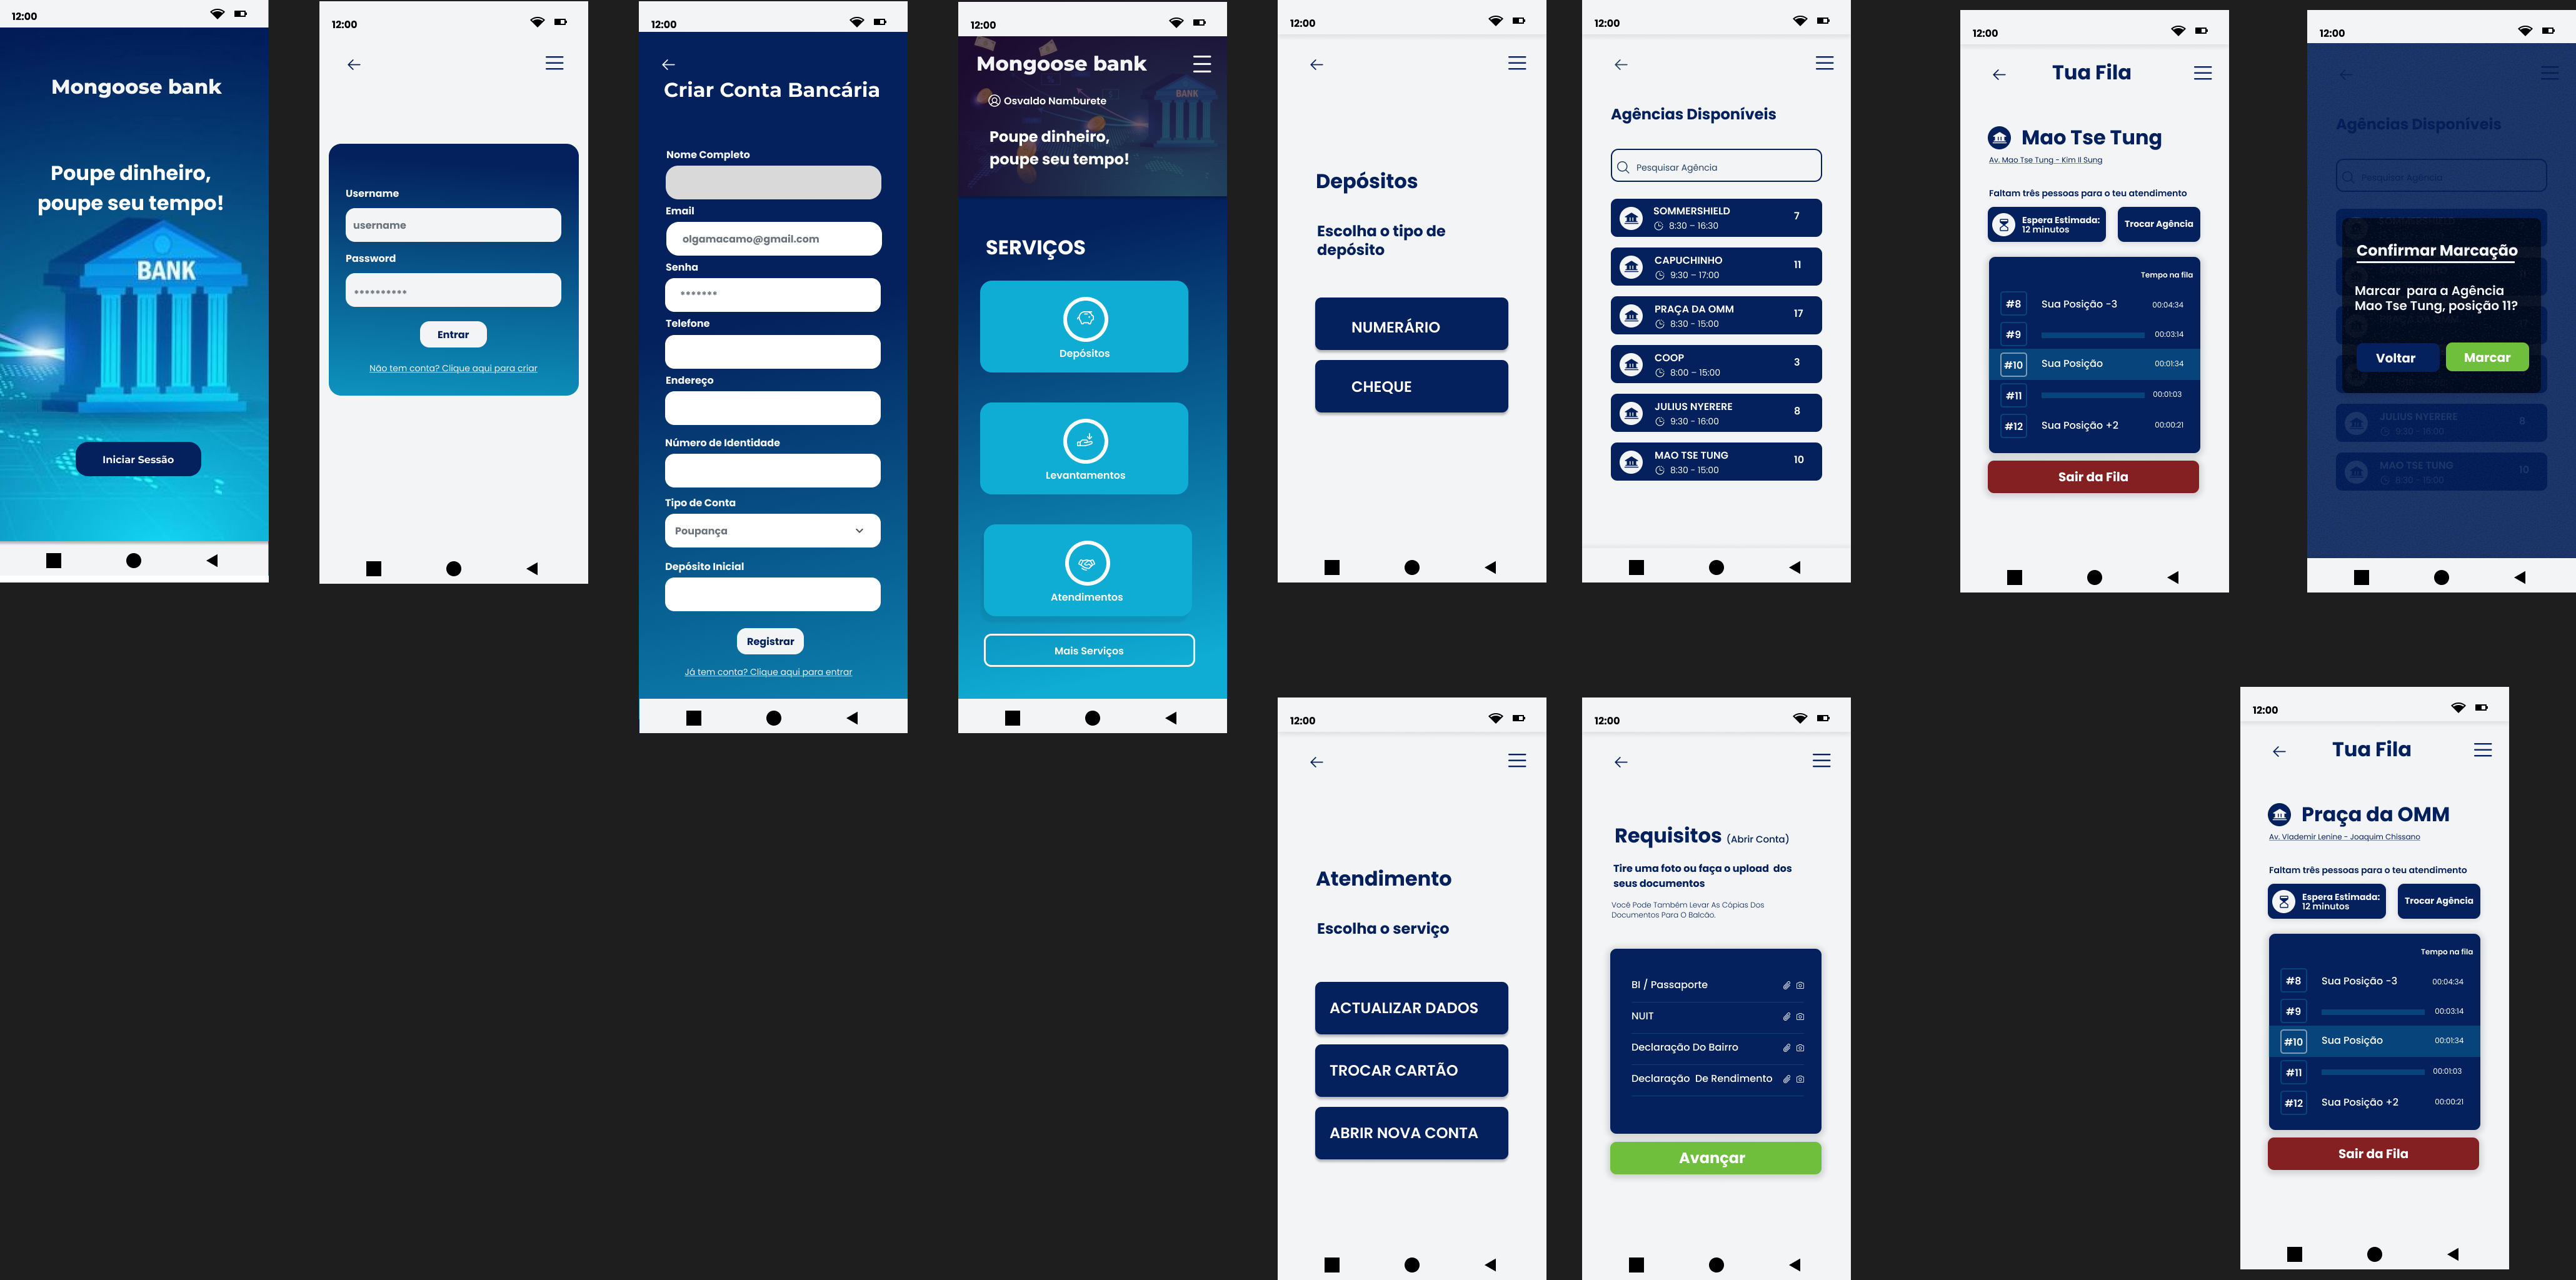 12:00
Mongoose bank
Poupe dinheiro,
poupe seu tempo!
BANK
Iniciar Sessão
12:00
Username
username
Password
**********
Entrar
Não tem conta? Clique aqui para criar
12:00
Criar Conta Bancária
Nome Completo
Email
olgamacamo@gmail.com
Senha
*******
Telefone
Endereço
Número de Identidade
Tipo de Conta
Poupança
Depósito Inicial
Registrar
Já tem conta? Clique aqui para entrar
12:00
Mongoose bank
BANK
Osvaldo Namburete
Poupe dinheiro,
poupe seu tempo!
SERVIÇOS
Depósitos
Levantamentos
Atendimentos
Mais Serviços
12:00
Depósitos
Escolha o tipo de
depósito
NUMERÁRIO
CHEQUE
12:00
Agências Disponíveis
Pesquisar Agência
SOMMERSHIELD 7
8:30 – 16:30
CAPUCHINHO 11
9:30 – 17:00
PRAÇA DA OMM 17
8:30 - 15:00
COOP 3
8:00 – 15:00
JULIUS NYERERE 8
9:30 - 16:00
MAO TSE TUNG 10
8:30 - 15:00
12:00
Tua Fila
Mao Tse Tung
Av. Mao Tse Tung - Kim Il Sung
Faltam três pessoas para o teu atendimento
Espera Estimada:
12 minutos
Trocar Agência
Tempo na fila
#8 Sua Posição -3 00:04:34
#9 00:03:14
#10 Sua Posição 00:01:34
#11 00:01:03
#12 Sua Posição +2 00:00:21
Sair da Fila
12:00
Agências Disponíveis
Pesquisar Agência
Confirmar Marcação
Marcar para a Agência
Mao Tse Tung, posição 11?
Voltar
Marcar
JULIUS NYERERE 8
9:30 - 16:00
MAO TSE TUNG 10
8:30 - 15:00
12:00
Atendimento
Escolha o serviço
ACTUALIZAR DADOS
TROCAR CARTÃO
ABRIR NOVA CONTA
12:00
Requisitos (Abrir Conta)
Tire uma foto ou faça o upload dos
seus documentos
Você Pode Também Levar As Cópias Dos
Documentos Para O Balcão.
BI / Passaporte
NUIT
Declaração Do Bairro
Declaração De Rendimento
Avançar
12:00
Tua Fila
Praça da OMM
Av. Vlademir Lenine - Joaquim Chissano
Faltam três pessoas para o teu atendimento
Espera Estimada:
12 minutos
Trocar Agência
Tempo na fila
#8 Sua Posição -3 00:04:34
#9 00:03:14
#10 Sua Posição 00:01:34
#11 00:01:03
#12 Sua Posição +2 00:00:21
Sair da Fila